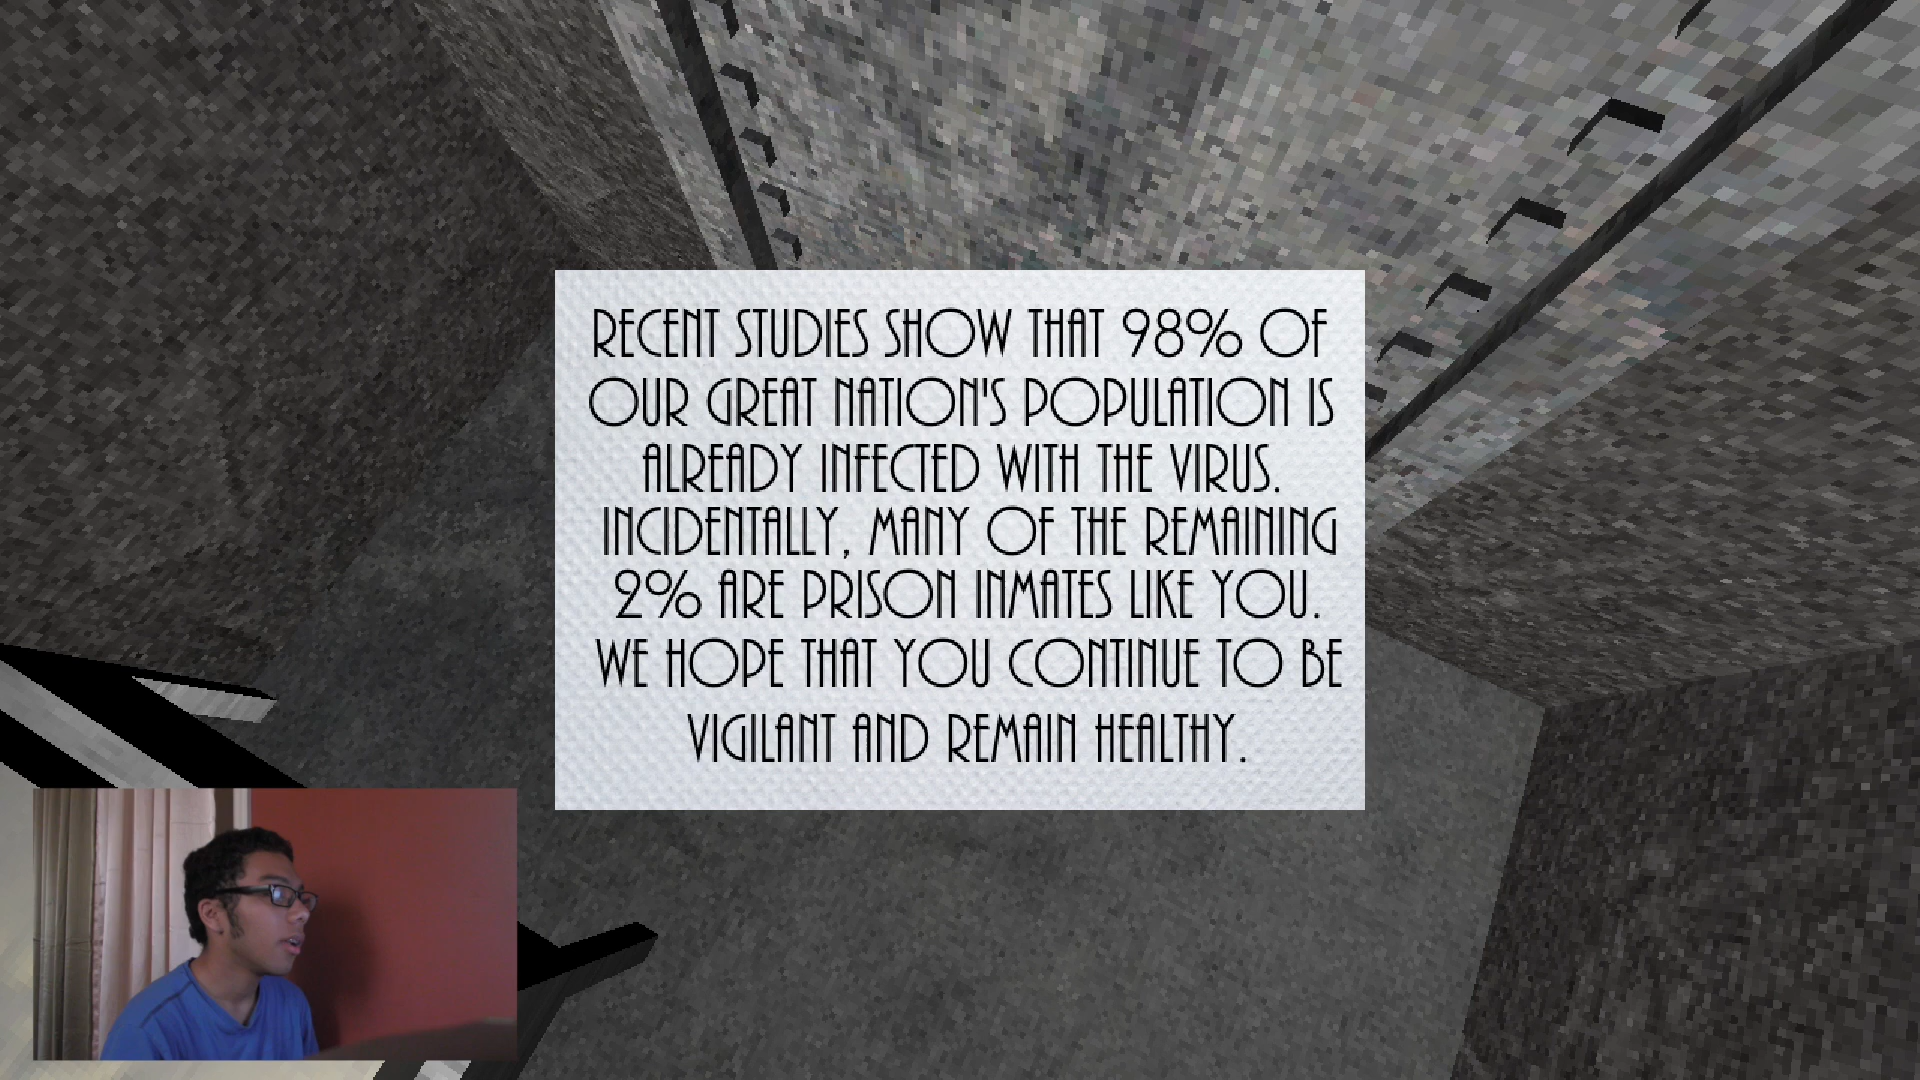 RECENT STUDIES SHOW THAT 98% OF
OUR GREAT NATION'S POPULATION IS
ALREADY INFECTED WITH THE VIRUS.
INCIDENTALLY, MANY OF THE REMAINING
2% ARE PRISON INMATES LIKE YOU.
WE HOPE THAT YOU CONTINUE TO BE
VIGILANT AND REMAIN HEALTHY.